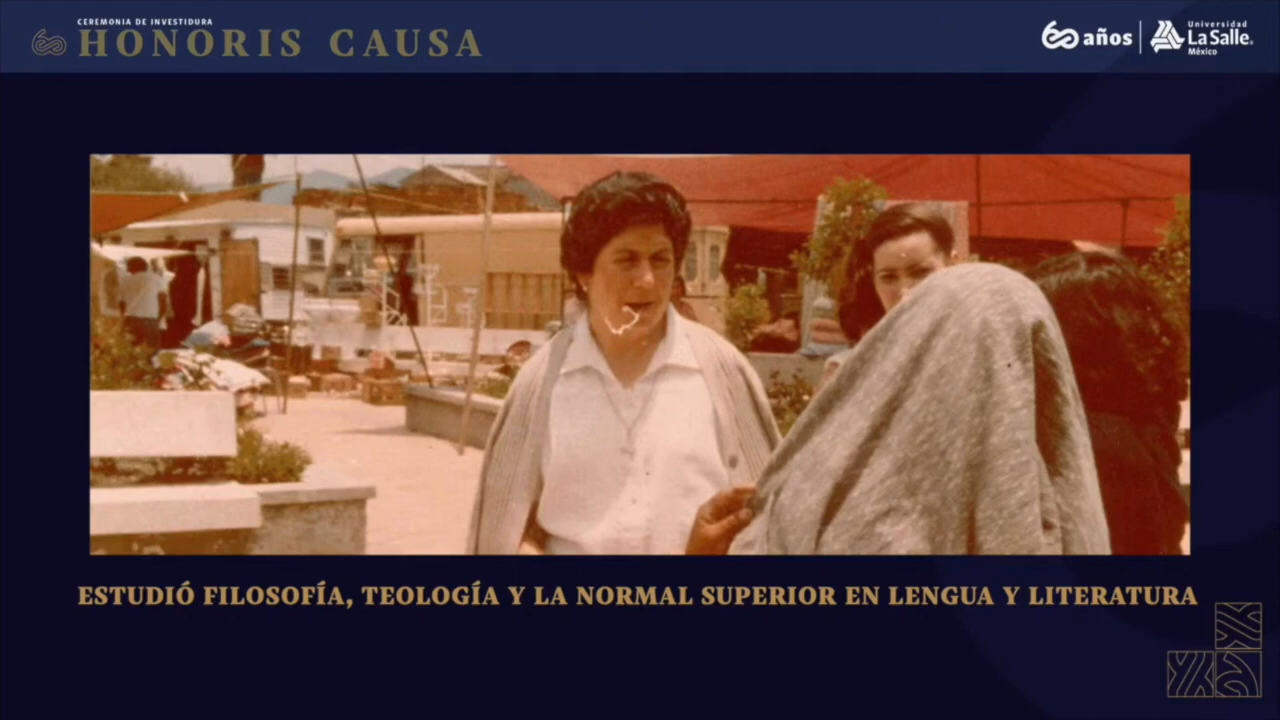 CEREMONIA DE INVESTIDURA
HONORIS CAUSA
60 años
Universidad
La Salle®
México
ESTUDIÓ FILOSOFÍA, TEOLOGÍA Y LA NORMAL SUPERIOR EN LENGUA Y LITERATURA